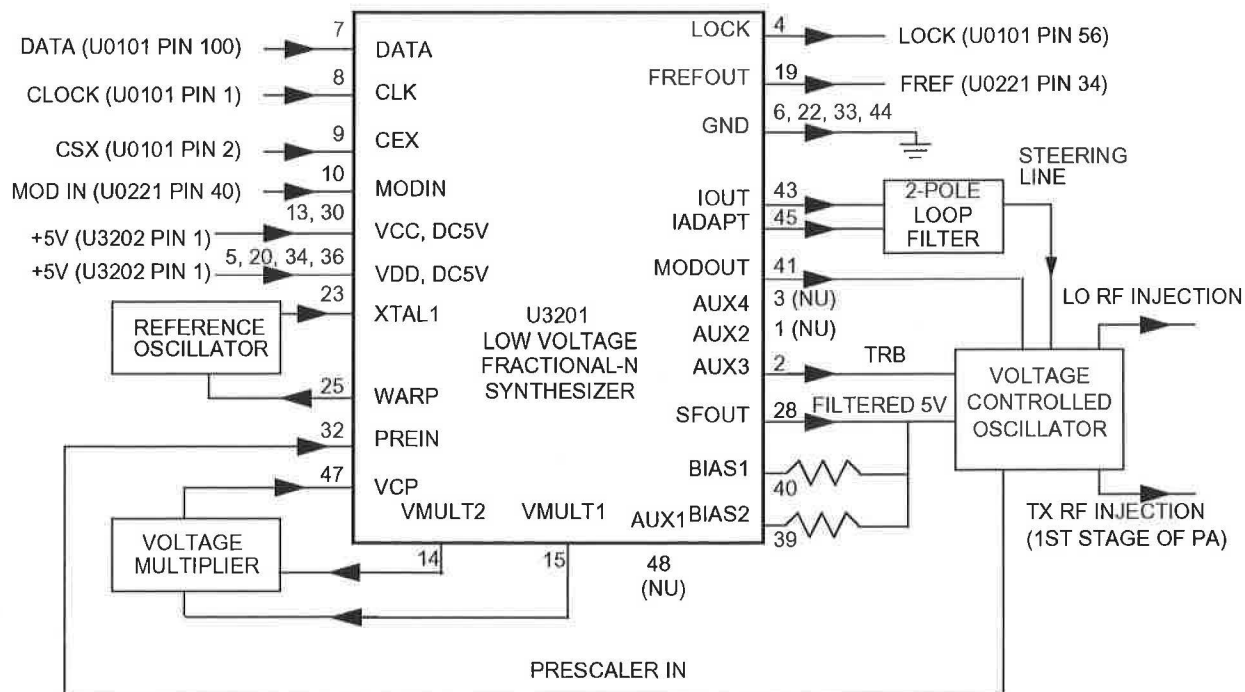 7
DATA (U0101 PIN 100)
DATA
8
CLOCK (U0101 PIN 1)
CLK
9
CSX (U0101 PIN 2)
CEX
10
MOD IN (U0221 PIN 40)
MODIN
13, 30
+5V (U3202 PIN 1)
VCC, DC5V
5, 20, 34, 36
+5V (U3202 PIN 1)
VDD, DC5V
23
XTAL1
REFERENCE
OSCILLATOR
25
WARP
32
PREIN
47
VCP
VOLTAGE
MULTIPLIER
VMULT2
VMULT1
AUX1
14
15
48
(NU)
U3201
LOW VOLTAGE
FRACTIONAL-N
SYNTHESIZER
LOCK
4
LOCK (U0101 PIN 56)
FREFOUT
19
FREF (U0221 PIN 34)
GND
6, 22, 33, 44
IOUT
43
IADAPT
45
2-POLE
LOOP
FILTER
STEERING
LINE
MODOUT
41
AUX4
3 (NU)
AUX2
1 (NU)
AUX3
2
TRB
SFOUT
28
FILTERED 5V
BIAS1
40
BIAS2
39
LO RF INJECTION
VOLTAGE
CONTROLLED
OSCILLATOR
TX RF INJECTION
(1ST STAGE OF PA)
PRESCALER IN